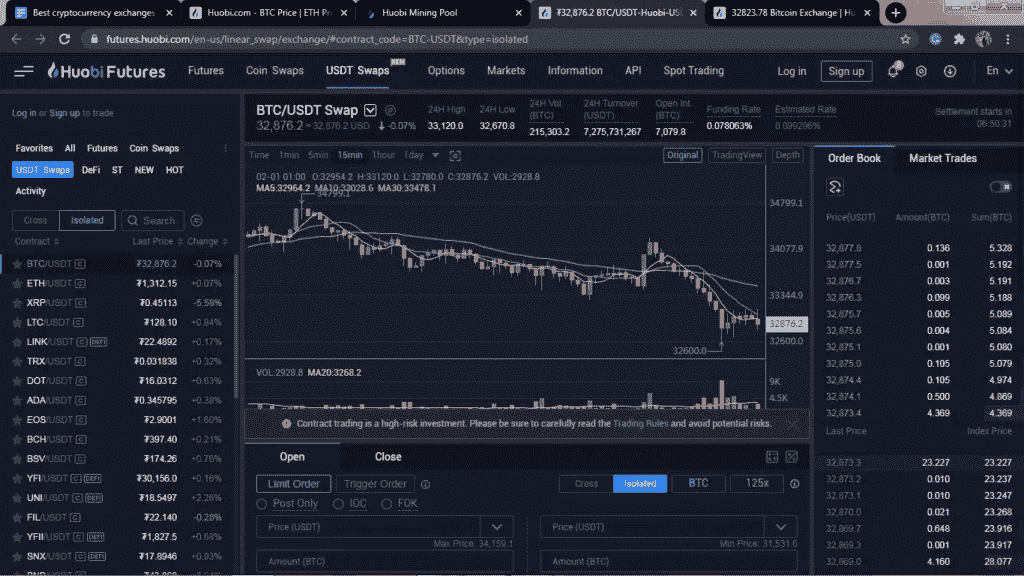 Best cryptocurrency exchanges
Huobi.com - BTC Price | ETH Pr
Huobi Mining Pool
₮32,876.2 BTC/USDT-Huobi-US
32823.78 Bitcoin Exchange | Hu
futures.huobi.com/en-us/linear_swap/exchange/#contract_code=BTC-USDT&type=isolated
Huobi Futures
Futures Coin Swaps USDT Swaps NEW Options Markets Information API Spot Trading Log in Sign up 8 En
Log in or Sign up to trade
Favorites All Futures Coin Swaps
USDT Swaps DeFi ST NEW HOT
Activity
Cross Isolated Search
Contract Last Price Change
BTC/USDT C ₮32,876.2 -0.07%
ETH/USDT C ₮1,312.15 +0.07%
XRP/USDT C ₮0.45113 -5.58%
LTC/USDT C ₮128.10 +0.84%
LINK/USDT C DEFI ₮22.4892 +0.17%
TRX/USDT C ₮0.031838 +0.32%
DOT/USDT C ₮16.0312 +0.63%
ADA/USDT C ₮0.345795 +0.38%
EOS/USDT C ₮2.9001 +1.60%
BCH/USDT C ₮397.40 +0.21%
BSV/USDT C ₮174.26 +0.76%
YFI/USDT C DEFI ₮30,156.0 +0.16%
UNI/USDT C DEFI ₮18.5497 +2.26%
FIL/USDT C ₮22.140 -0.28%
YFII/USDT C DEFI ₮1,827.5 +0.68%
SNX/USDT C DEFI ₮17.8946 +0.93%
BTC/USDT Swap
32,876.2 ≈ 32,876.2 USD -0.07%
24H High
33,120.0
24H Low
32,670.8
24H Vol. (BTC)
215,303.2
24H Turnover (USDT)
7,275,731,267
Open Int. (BTC)
7,079.8
Funding Rate
0.078063%
Estimated Rate
0.099296%
Settlement starts in
06:50:31
Time 1min 5min 15min 1hour 1day Original TradingView Depth
02-01 01:00 O:32954.2 H:33120.0 L:32780.0 C:32876.2 VOL:2928.8
MA5:32954.2 MA10:33028.6 MA30:33478.1
34799.1
34799.1
34077.9
33344.9
32876.2
32600.0
32600.0
VOL:2928.8 MA20:3268.2
9K
4.5K
Contract trading is a high-risk investment. Please be sure to carefully read the Trading Rules and avoid potential risks.
Open Close
Limit Order Trigger Order Cross Isolated BTC 125x
Post Only IOC FOK
Price (USDT) Price (USDT)
Max Price: 34,159.1 Min Price: 31,531.6
Amount (BTC) Amount (BTC)
Order Book Market Trades
Price(USDT) Amount(BTC) Sum(BTC)
32,877.8 0.136 5.328
32,877.5 0.001 5.192
32,876.7 0.003 5.191
32,876.3 0.099 5.188
32,875.7 0.005 5.089
32,875.6 0.004 5.084
32,875.1 0.001 5.080
32,875.0 0.105 5.079
32,874.4 0.105 4.974
32,874.1 0.500 4.869
32,873.4 4.369 4.369
Last Price Index Price
32,873.3 23.227 23.227
32,873.2 0.010 23.237
32,873.1 0.010 23.247
32,870.0 0.021 23.268
32,869.7 0.648 23.916
32,869.3 0.001 23.917
32,869.0 4.160 28.077